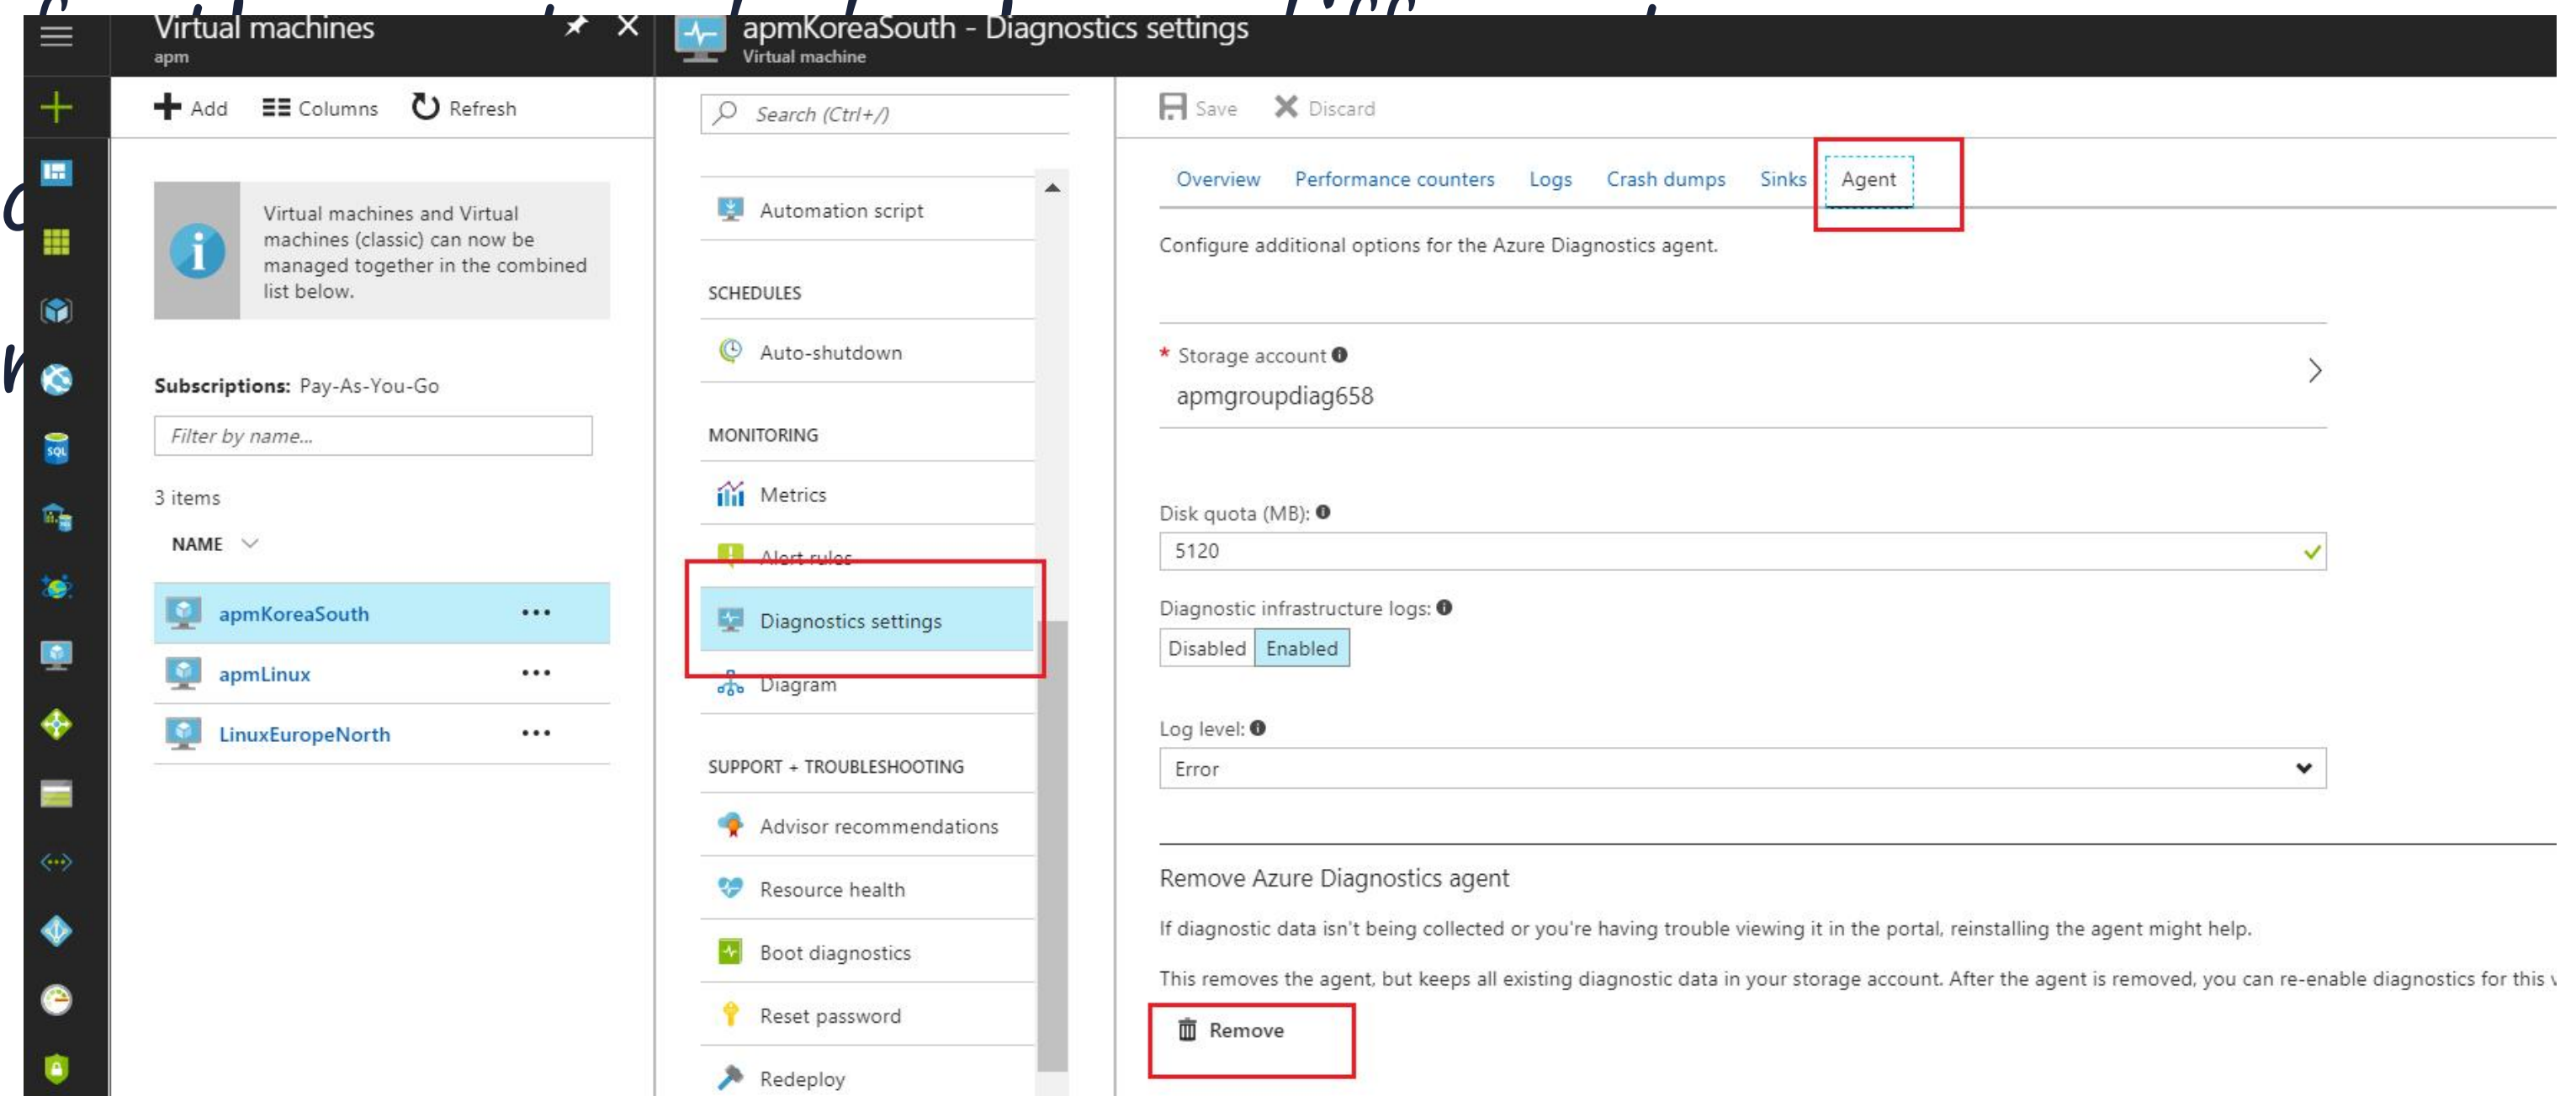 Virtual machines
apm
Add Columns Refresh
Virtual machines and Virtual
machines (classic) can now be
managed together in the combined
list below.
Subscriptions: Pay-As-You-Go
Filter by name...
3 items
NAME
apmKoreaSouth
apmLinux
LinuxEuropeNorth
apmKoreaSouth - Diagnostics settings
Virtual machine
Search (Ctrl+/)
Automation script
SCHEDULES
Auto-shutdown
MONITORING
Metrics
Alert rules
Diagnostics settings
Diagram
SUPPORT + TROUBLESHOOTING
Advisor recommendations
Resource health
Boot diagnostics
Reset password
Redeploy
Save Discard
Overview Performance counters Logs Crash dumps Sinks Agent
Configure additional options for the Azure Diagnostics agent.
* Storage account
apmgroupdiag658
Disk quota (MB):
5120
Diagnostic infrastructure logs:
Disabled Enabled
Log level:
Error
Remove Azure Diagnostics agent
If diagnostic data isn't being collected or you're having trouble viewing it in the portal, reinstalling the agent might help.
This removes the agent, but keeps all existing diagnostic data in your storage account. After the agent is removed, you can re-enable diagnostics for this
Remove